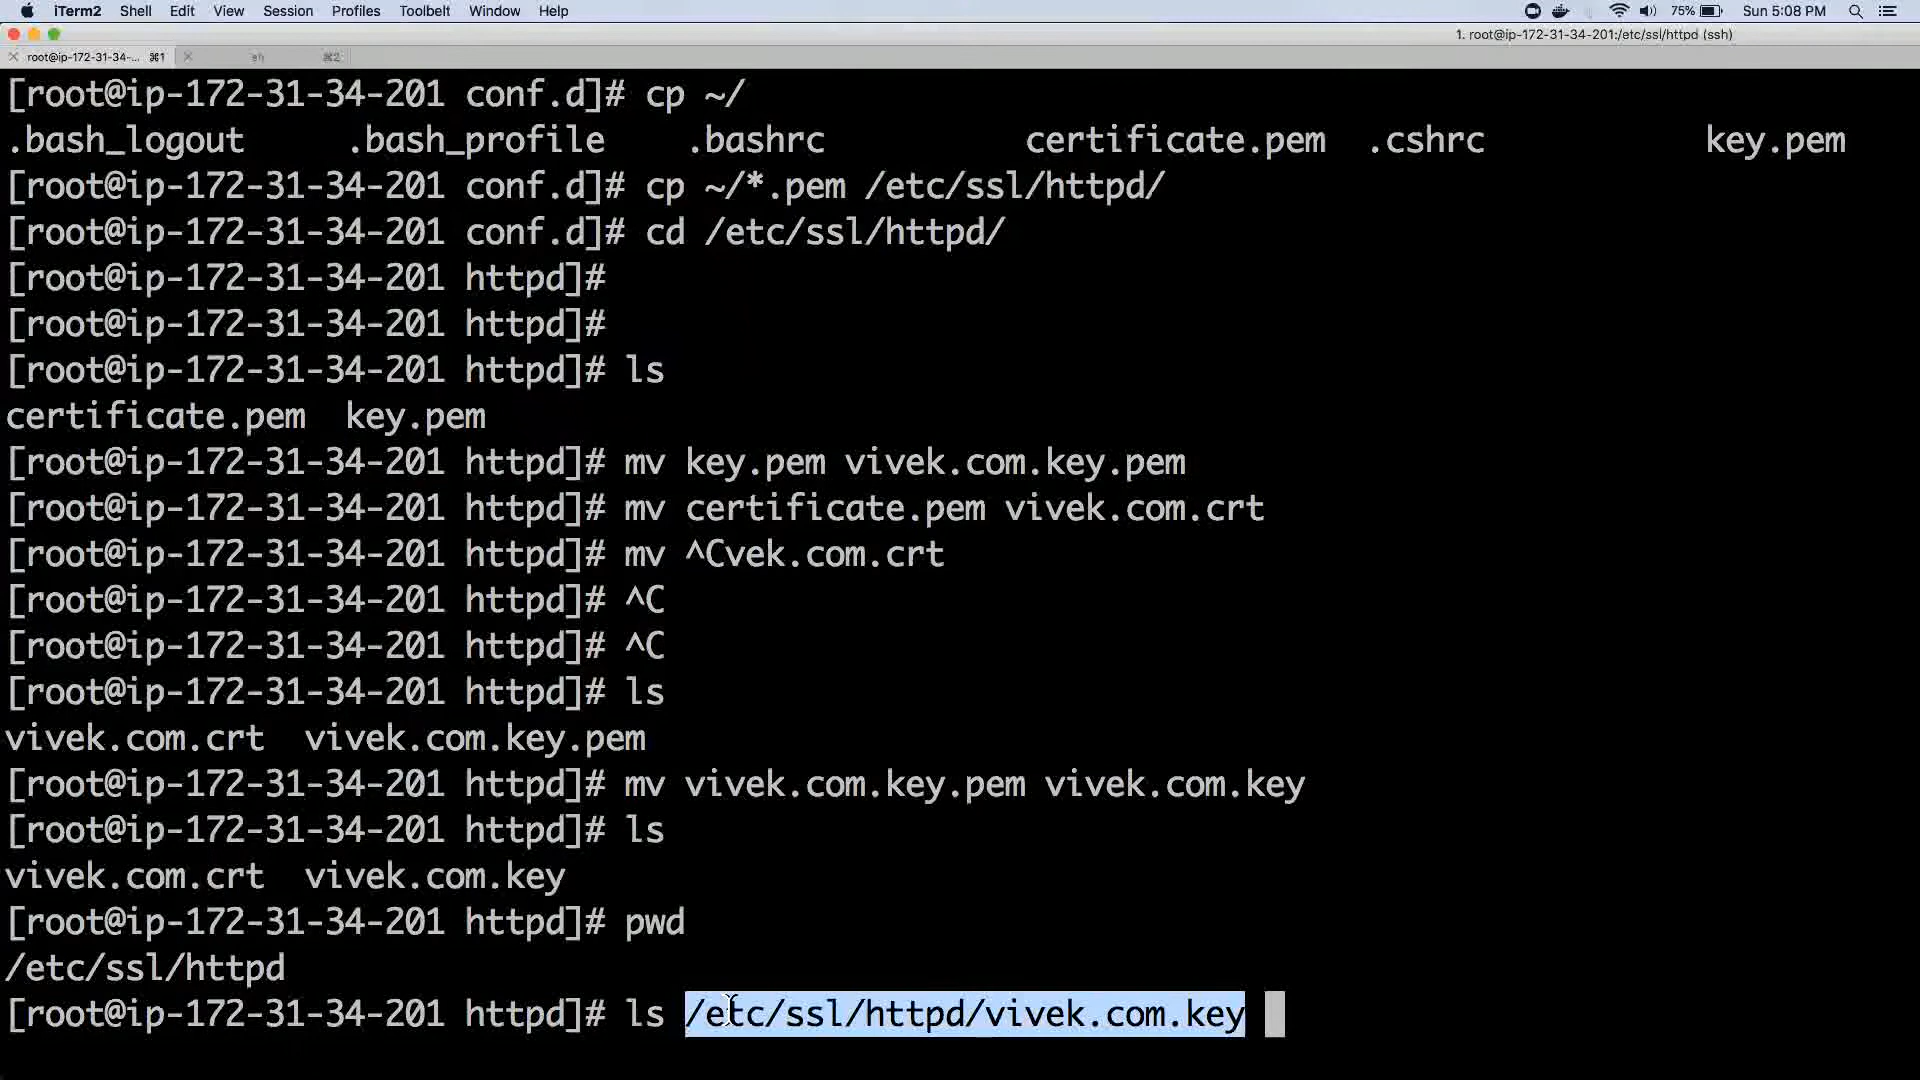 iTerm2 Shell Edit View Session Profiles Toolbelt Window Help 75% Sun 5:08 PM
1. root@ip-172-31-34-201:/etc/ssl/httpd (ssh)
root@ip-172-31-34-... ⌘1 ⌘2
[root@ip-172-31-34-201 conf.d]# cp ~/
.bash_logout .bash_profile .bashrc certificate.pem .cshrc key.pem
[root@ip-172-31-34-201 conf.d]# cp ~/*.pem /etc/ssl/httpd/
[root@ip-172-31-34-201 conf.d]# cd /etc/ssl/httpd/
[root@ip-172-31-34-201 httpd]#
[root@ip-172-31-34-201 httpd]#
[root@ip-172-31-34-201 httpd]# ls
certificate.pem key.pem
[root@ip-172-31-34-201 httpd]# mv key.pem vivek.com.key.pem
[root@ip-172-31-34-201 httpd]# mv certificate.pem vivek.com.crt
[root@ip-172-31-34-201 httpd]# mv ^Cvek.com.crt
[root@ip-172-31-34-201 httpd]# ^C
[root@ip-172-31-34-201 httpd]# ^C
[root@ip-172-31-34-201 httpd]# ls
vivek.com.crt vivek.com.key.pem
[root@ip-172-31-34-201 httpd]# mv vivek.com.key.pem vivek.com.key
[root@ip-172-31-34-201 httpd]# ls
vivek.com.crt vivek.com.key
[root@ip-172-31-34-201 httpd]# pwd
/etc/ssl/httpd
[root@ip-172-31-34-201 httpd]# ls /etc/ssl/httpd/vivek.com.key